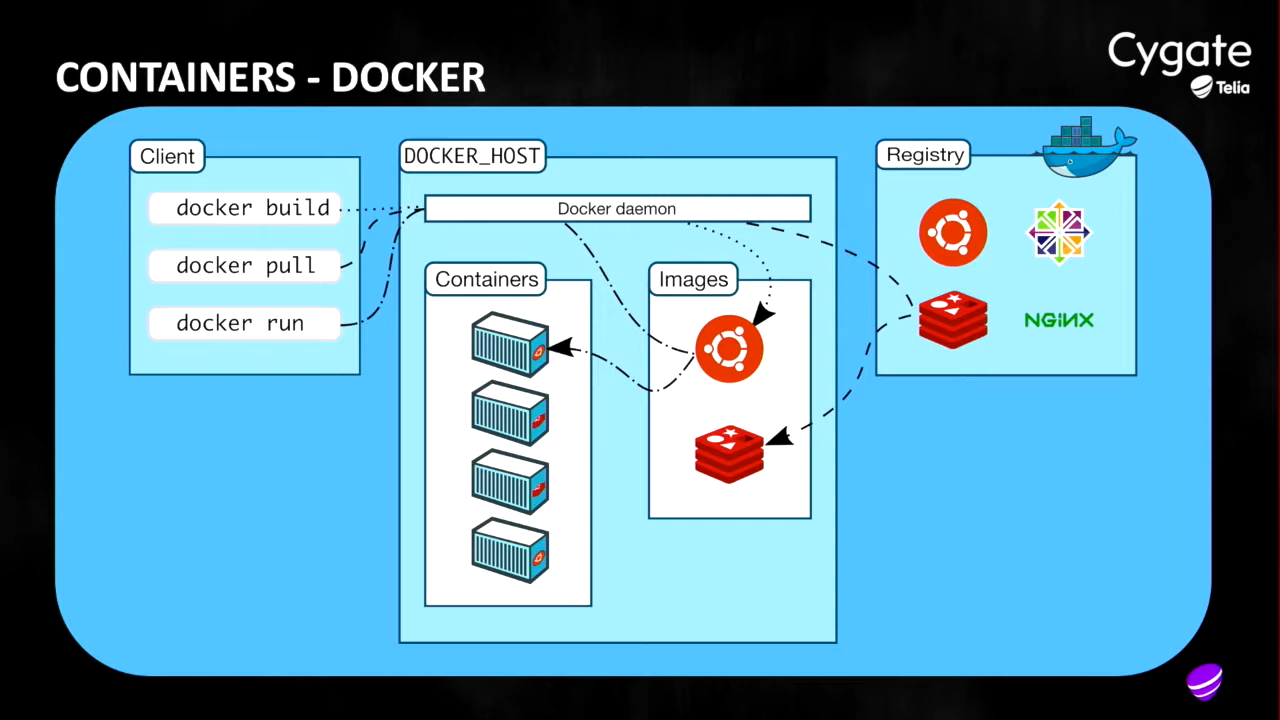 Cygate
Telia
CONTAINERS - DOCKER
Client
docker build
docker pull
docker run
DOCKER_HOST
Docker daemon
Containers
Images
Registry
NGINX